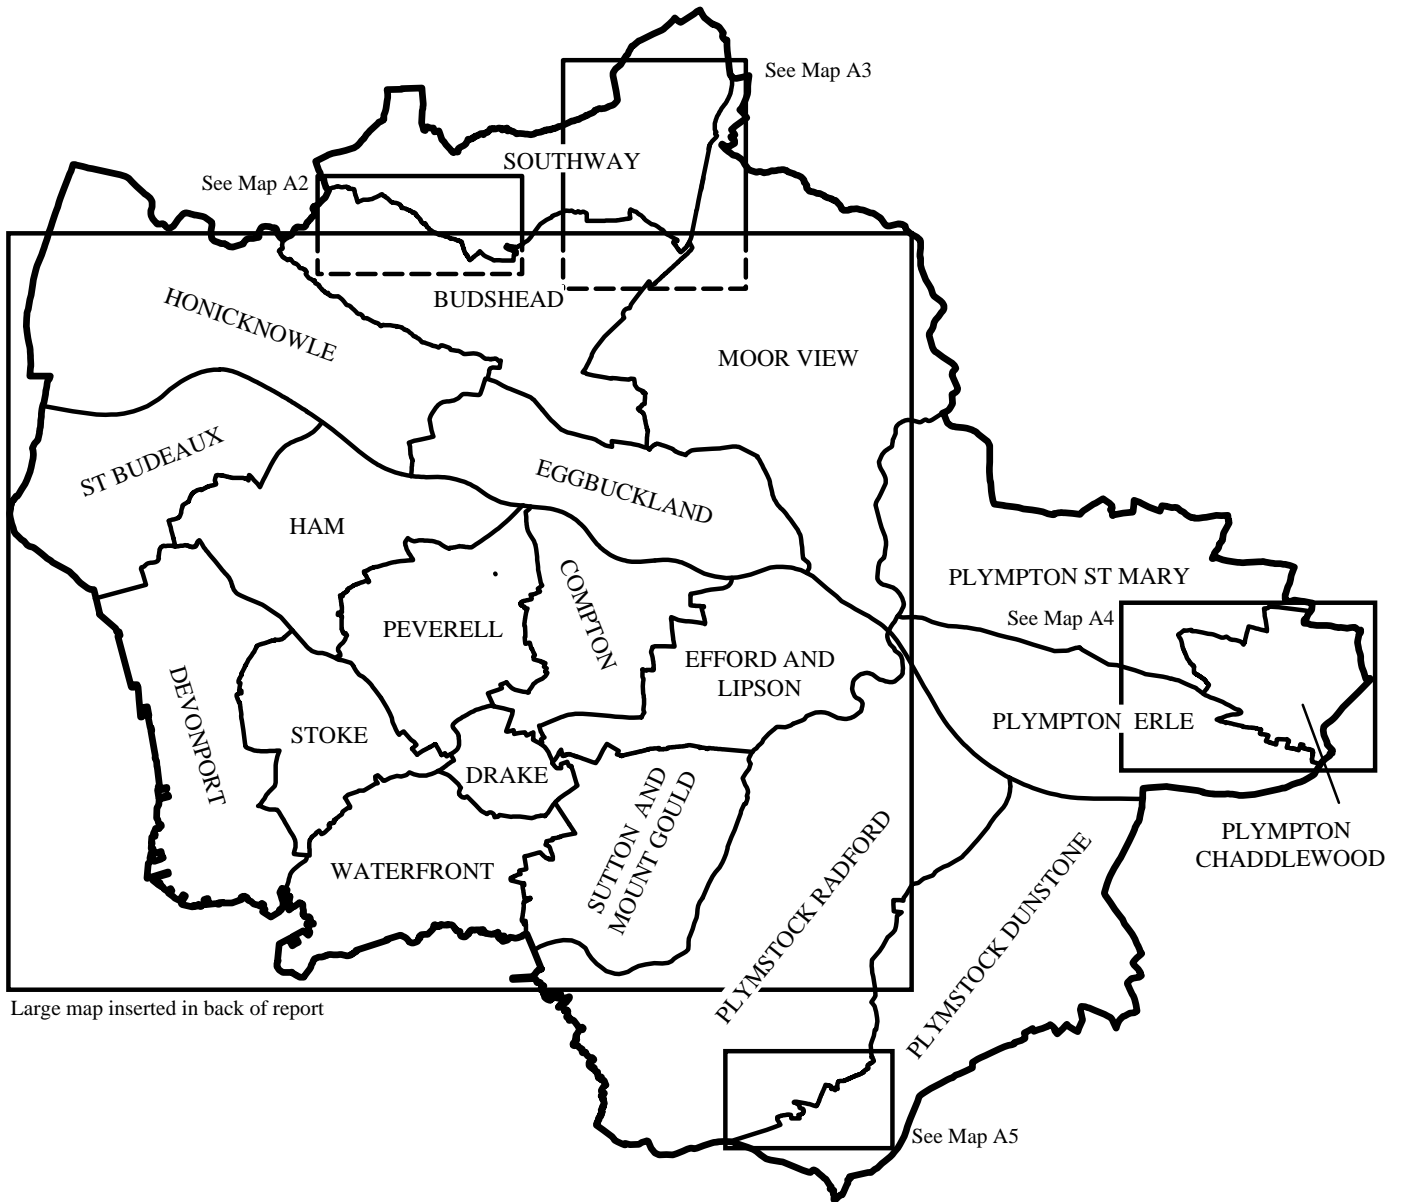 See Map A3
SOUTHWAY
See Map A2
BUDSHEAD
HONICKNOWLE
MOOR VIEW
ST BUDEAUX
EGGBUCKLAND
HAM
COMPTON
PLYMPTON ST MARY
See Map A4
PEVERELL
EFFORD AND
LIPSON
DEVONPORT
STOKE
PLYMPTON ERLE
DRAKE
SUTTON AND
MOUNT GOULD
PLYMPTON
CHADDLEWOOD
WATERFRONT
PLYMSTOCK RADFORD
PLYMSTOCK DUNSTONE
Large map inserted in back of report
See Map A5